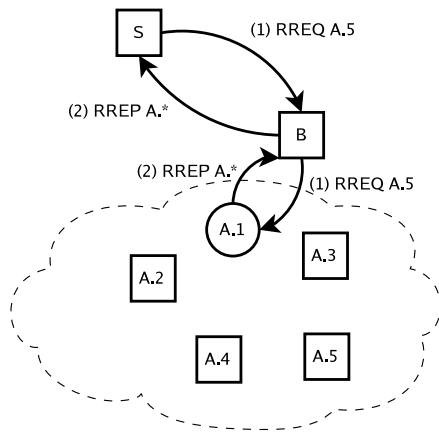 S
(1) RREQ A.5
(2) RREP A.*
B
(2) RREP A.*
(1) RREQ A.5
A.1
A.3
A.2
A.4
A.5